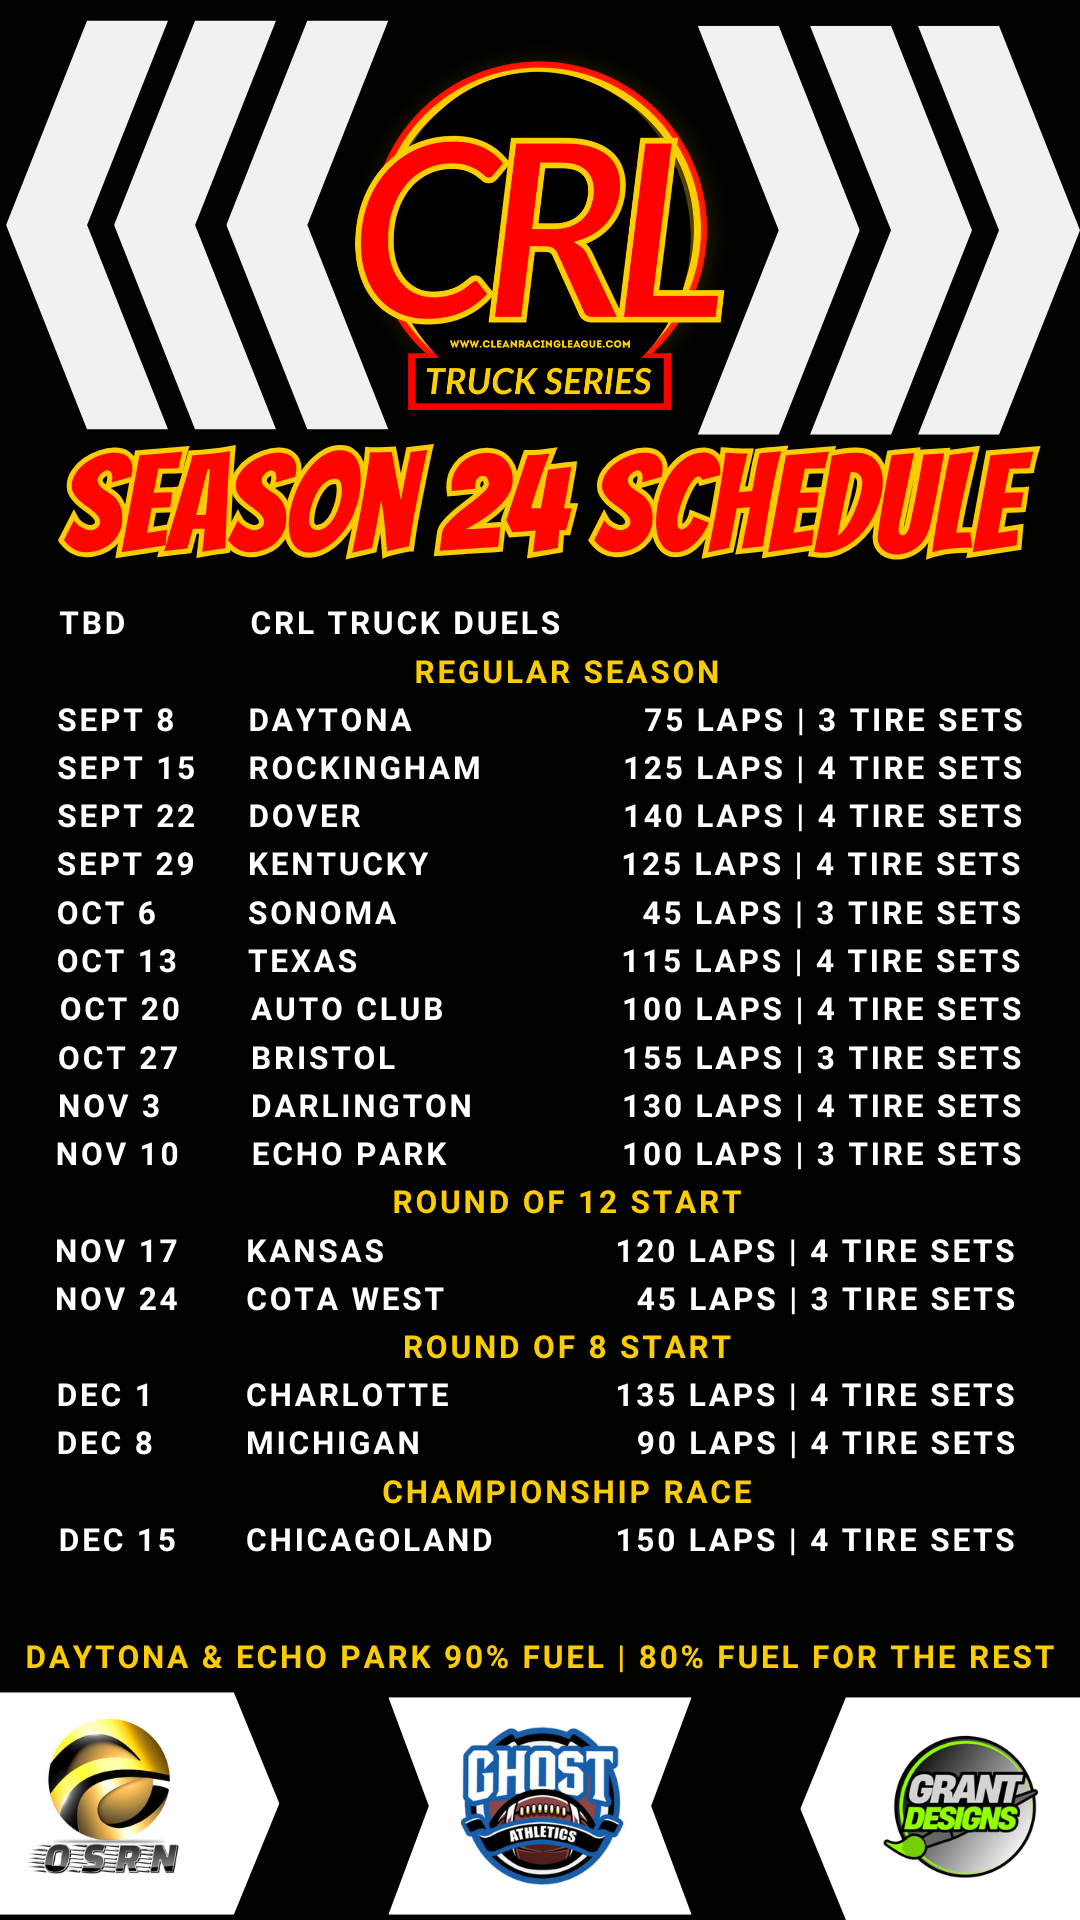 CRL
WWW.CLEANRACINGLEAGUE.COM
TRUCK SERIES
SEASON 24 SCHEDULE
TBD CRL TRUCK DUELS
REGULAR SEASON
SEPT 8 DAYTONA 75 LAPS | 3 TIRE SETS
SEPT 15 ROCKINGHAM 125 LAPS | 4 TIRE SETS
SEPT 22 DOVER 140 LAPS | 4 TIRE SETS
SEPT 29 KENTUCKY 125 LAPS | 4 TIRE SETS
OCT 6 SONOMA 45 LAPS | 3 TIRE SETS
OCT 13 TEXAS 115 LAPS | 4 TIRE SETS
OCT 20 AUTO CLUB 100 LAPS | 4 TIRE SETS
OCT 27 BRISTOL 155 LAPS | 3 TIRE SETS
NOV 3 DARLINGTON 130 LAPS | 4 TIRE SETS
NOV 10 ECHO PARK 100 LAPS | 3 TIRE SETS
ROUND OF 12 START
NOV 17 KANSAS 120 LAPS | 4 TIRE SETS
NOV 24 COTA WEST 45 LAPS | 3 TIRE SETS
ROUND OF 8 START
DEC 1 CHARLOTTE 135 LAPS | 4 TIRE SETS
DEC 8 MICHIGAN 90 LAPS | 4 TIRE SETS
CHAMPIONSHIP RACE
DEC 15 CHICAGOLAND 150 LAPS | 4 TIRE SETS
DAYTONA & ECHO PARK 90% FUEL | 80% FUEL FOR THE REST
OSRN
GHOST
ATHLETICS
GRANT
DESIGNS